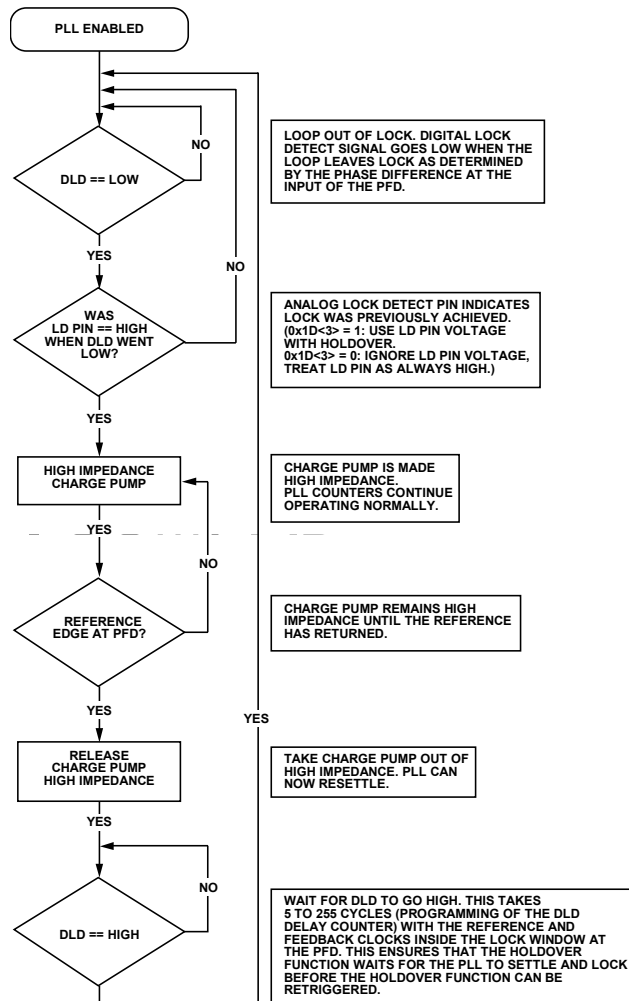 PLL ENABLED
NO
DLD == LOW
LOOP OUT OF LOCK. DIGITAL LOCK
DETECT SIGNAL GOES LOW WHEN THE
LOOP LEAVES LOCK AS DETERMINED
BY THE PHASE DIFFERENCE AT THE
INPUT OF THE PFD.
YES
NO
WAS
LD PIN == HIGH
WHEN DLD WENT
LOW?
ANALOG LOCK DETECT PIN INDICATES
LOCK WAS PREVIOUSLY ACHIEVED.
(0x1D<3> = 1: USE LD PIN VOLTAGE
WITH HOLDOVER.
0x1D<3> = 0: IGNORE LD PIN VOLTAGE,
TREAT LD PIN AS ALWAYS HIGH.)
YES
HIGH IMPEDANCE
CHARGE PUMP
CHARGE PUMP IS MADE
HIGH IMPEDANCE.
PLL COUNTERS CONTINUE
OPERATING NORMALLY.
YES
NO
REFERENCE
EDGE AT PFD?
CHARGE PUMP REMAINS HIGH
IMPEDANCE UNTIL THE REFERENCE
HAS RETURNED.
YES
YES
RELEASE
CHARGE PUMP
HIGH IMPEDANCE
TAKE CHARGE PUMP OUT OF
HIGH IMPEDANCE. PLL CAN
NOW RESETTLE.
YES
NO
DLD == HIGH
WAIT FOR DLD TO GO HIGH. THIS TAKES
5 TO 255 CYCLES (PROGRAMMING OF THE DLD
DELAY COUNTER) WITH THE REFERENCE AND
FEEDBACK CLOCKS INSIDE THE LOCK WINDOW AT
THE PFD. THIS ENSURES THAT THE HOLDOVER
FUNCTION WAITS FOR THE PLL TO SETTLE AND LOCK
BEFORE THE HOLDOVER FUNCTION CAN BE
RETRIGGERED.